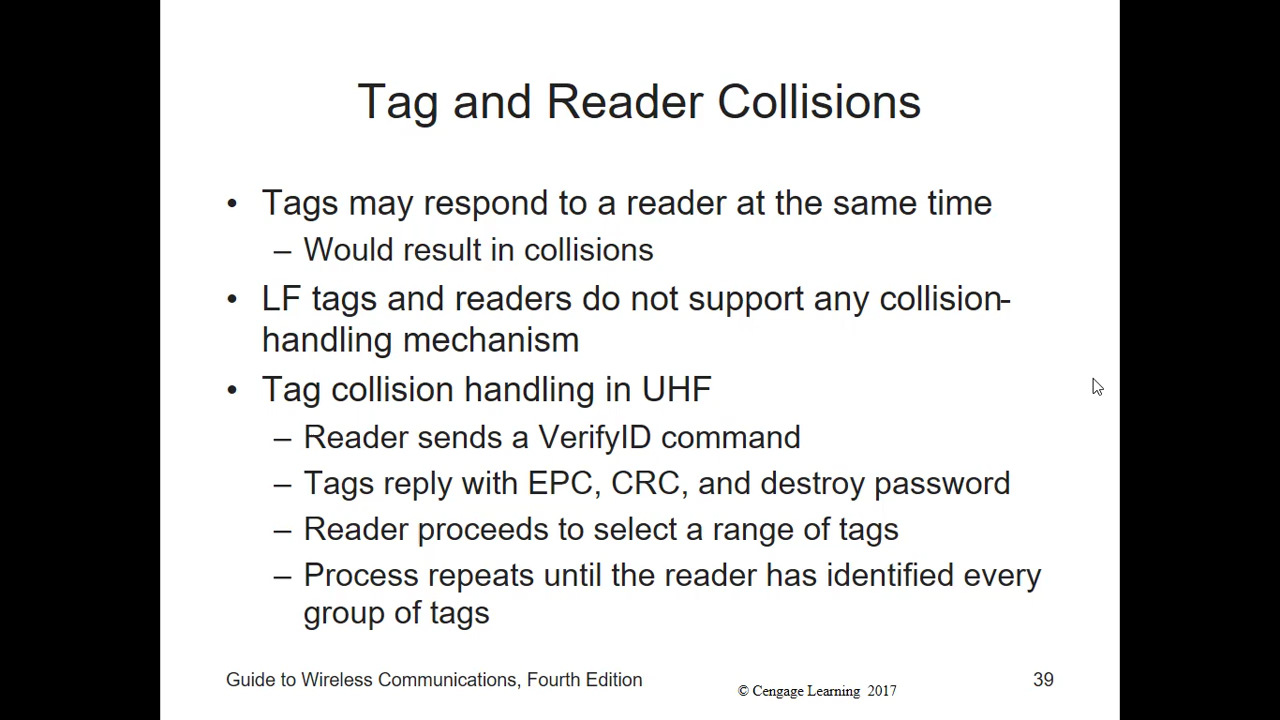 Tag and Reader Collisions
• Tags may respond to a reader at the same time
– Would result in collisions
• LF tags and readers do not support any collision-
handling mechanism
• Tag collision handling in UHF
– Reader sends a VerifyID command
– Tags reply with EPC, CRC, and destroy password
– Reader proceeds to select a range of tags
– Process repeats until the reader has identified every
group of tags
Guide to Wireless Communications, Fourth Edition
© Cengage Learning 2017
39